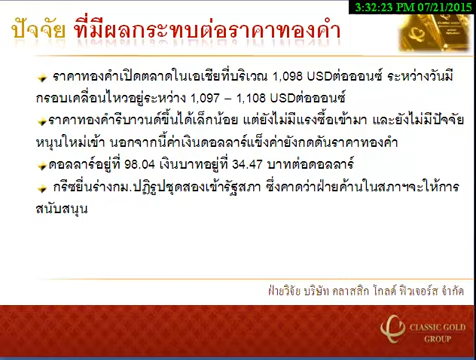 3:32:23 PM 07/21/2015
ปัจจัย ที่มีผลกระทบต่อราคาทองคำ
ราคาทองคำเปิดตลาดในเอเชียที่บริเวณ 1,098 USDต่อออนซ์ ระหว่างวันมี
กรอบเคลื่อนไหวอยู่ระหว่าง 1,097 – 1,108 USDต่อออนซ์
ราคาทองคำรีบาวนด์ขึ้นได้เล็กน้อย แต่ยังไม่มีแรงซื้อเข้ามา และยังไม่มีปัจจัย
หนุนใหม่เข้า นอกจากนี้ค่าเงินดอลลาร์แข็งค่ายังกดดันราคาทองคำ
ดอลลาร์อยู่ที่ 98.04 เงินบาทอยู่ที่ 34.47 บาทต่อดอลลาร์
กรีซยื่นร่างกม.ปฏิรูปชุดสองเข้ารัฐสภา ซึ่งคาดว่าฝ่ายค้านในสภาฯจะให้การ
สนับสนุน
ฝ่ายวิจัย บริษัท คลาสสิก โกลด์ ฟิวเจอร์ส จำกัด
CLASSIC GOLD
GROUP